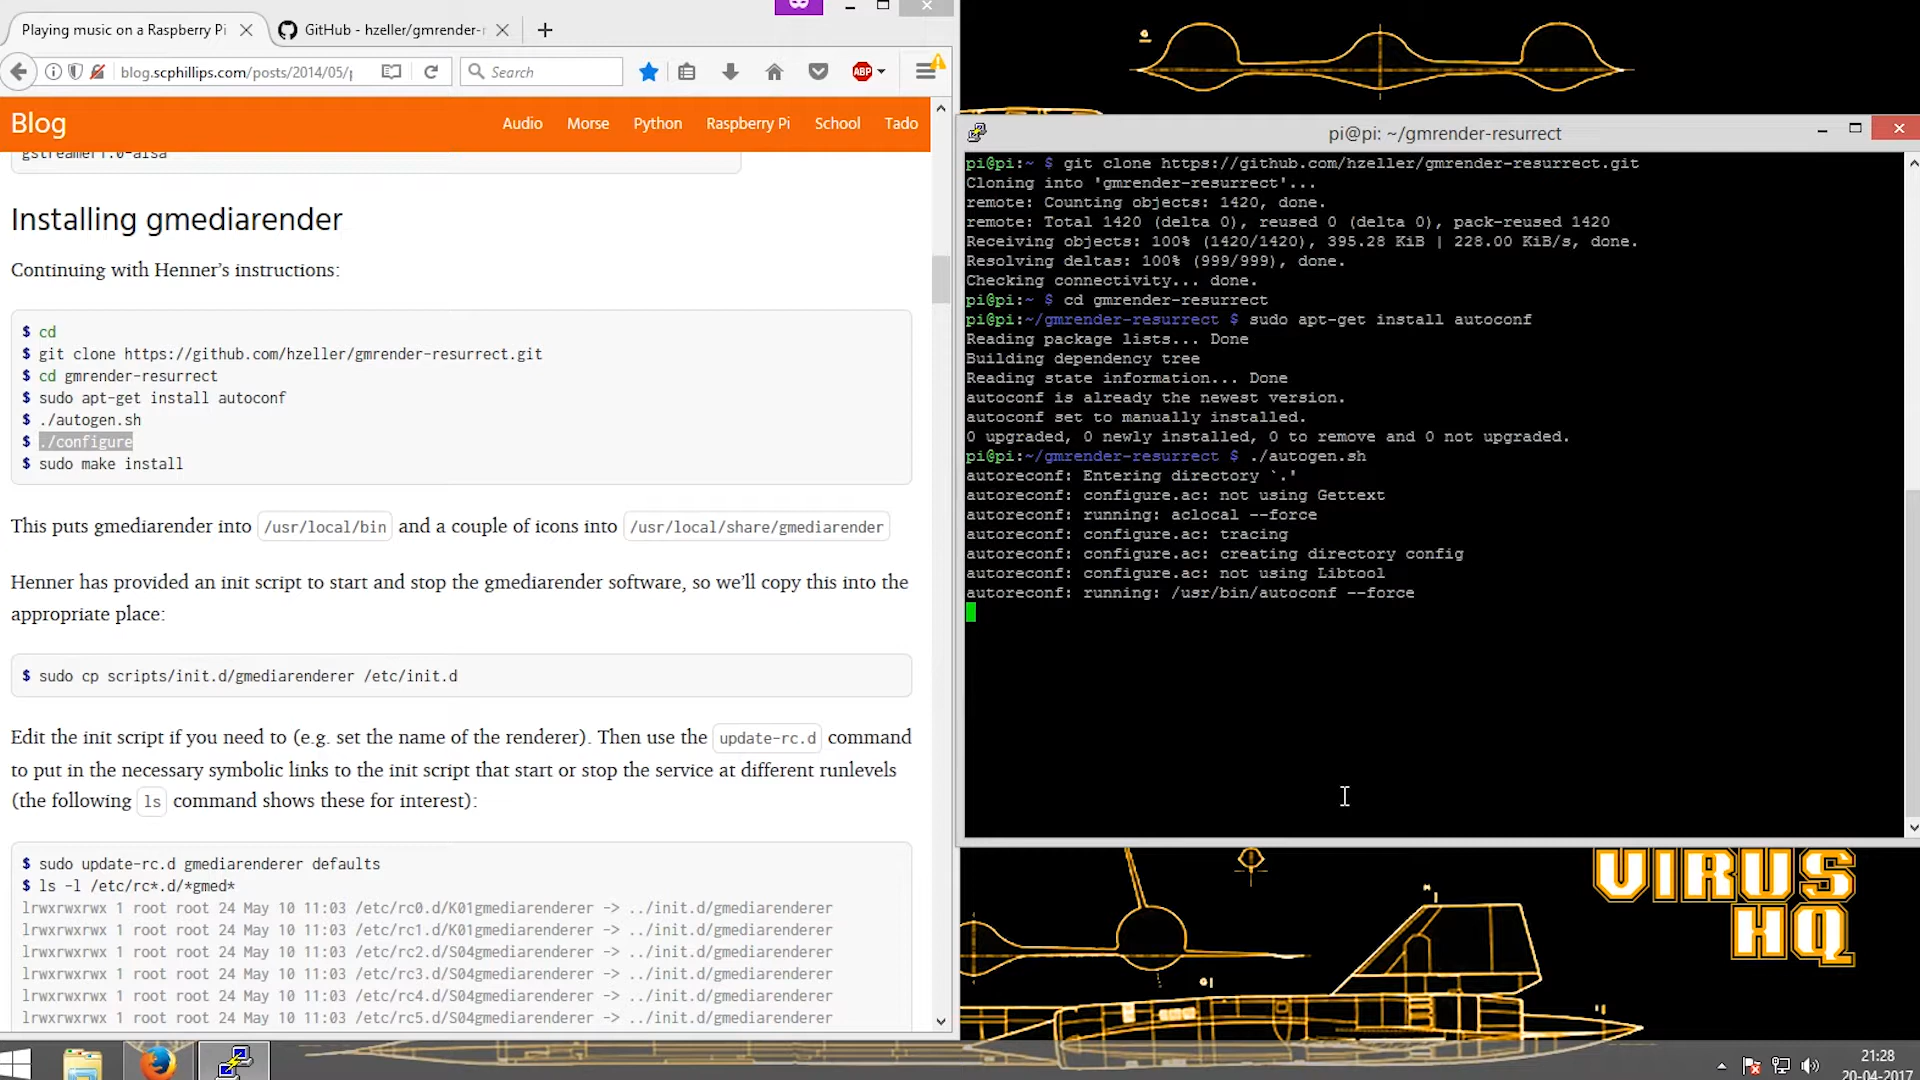 Playing music on a Raspberry Pi
GitHub - hzeller/gmrender-r
blog.scphillips.com/posts/2014/05/p
Search
ABP
Blog
Audio
Morse
Python
Raspberry Pi
School
Tado
gstreamer1.0-alsa
Installing gmediarender
Continuing with Henner's instructions:
$ cd
$ git clone https://github.com/hzeller/gmrender-resurrect.git
$ cd gmrender-resurrect
$ sudo apt-get install autoconf
$ ./autogen.sh
$ ./configure
$ sudo make install
This puts gmediarender into /usr/local/bin and a couple of icons into /usr/local/share/gmediarender
Henner has provided an init script to start and stop the gmediarender software, so we'll copy this into the
appropriate place:
$ sudo cp scripts/init.d/gmediarenderer /etc/init.d
Edit the init script if you need to (e.g. set the name of the renderer). Then use the update-rc.d command
to put in the necessary symbolic links to the init script that start or stop the service at different runlevels
(the following ls command shows these for interest):
$ sudo update-rc.d gmediarenderer defaults
$ ls -l /etc/rc*.d/*gmed*
lrwxrwxrwx 1 root root 24 May 10 11:03 /etc/rc0.d/K01gmediarenderer -> ../init.d/gmediarenderer
lrwxrwxrwx 1 root root 24 May 10 11:03 /etc/rc1.d/K01gmediarenderer -> ../init.d/gmediarenderer
lrwxrwxrwx 1 root root 24 May 10 11:03 /etc/rc2.d/S04gmediarenderer -> ../init.d/gmediarenderer
lrwxrwxrwx 1 root root 24 May 10 11:03 /etc/rc3.d/S04gmediarenderer -> ../init.d/gmediarenderer
lrwxrwxrwx 1 root root 24 May 10 11:03 /etc/rc4.d/S04gmediarenderer -> ../init.d/gmediarenderer
lrwxrwxrwx 1 root root 24 May 10 11:03 /etc/rc5.d/S04gmediarenderer -> ../init.d/gmediarenderer
pi@pi: ~/gmrender-resurrect
pi@pi:~ $ git clone https://github.com/hzeller/gmrender-resurrect.git
Cloning into 'gmrender-resurrect'...
remote: Counting objects: 1420, done.
remote: Total 1420 (delta 0), reused 0 (delta 0), pack-reused 1420
Receiving objects: 100% (1420/1420), 395.28 KiB | 228.00 KiB/s, done.
Resolving deltas: 100% (999/999), done.
Checking connectivity... done.
pi@pi:~ $ cd gmrender-resurrect
pi@pi:~/gmrender-resurrect $ sudo apt-get install autoconf
Reading package lists... Done
Building dependency tree
Reading state information... Done
autoconf is already the newest version.
autoconf set to manually installed.
0 upgraded, 0 newly installed, 0 to remove and 0 not upgraded.
pi@pi:~/gmrender-resurrect $ ./autogen.sh
autoreconf: Entering directory `.'
autoreconf: configure.ac: not using Gettext
autoreconf: running: aclocal --force
autoreconf: configure.ac: tracing
autoreconf: configure.ac: creating directory config
autoreconf: configure.ac: not using Libtool
autoreconf: running: /usr/bin/autoconf --force
VIRUS
HQ
21:28
20-04-2017